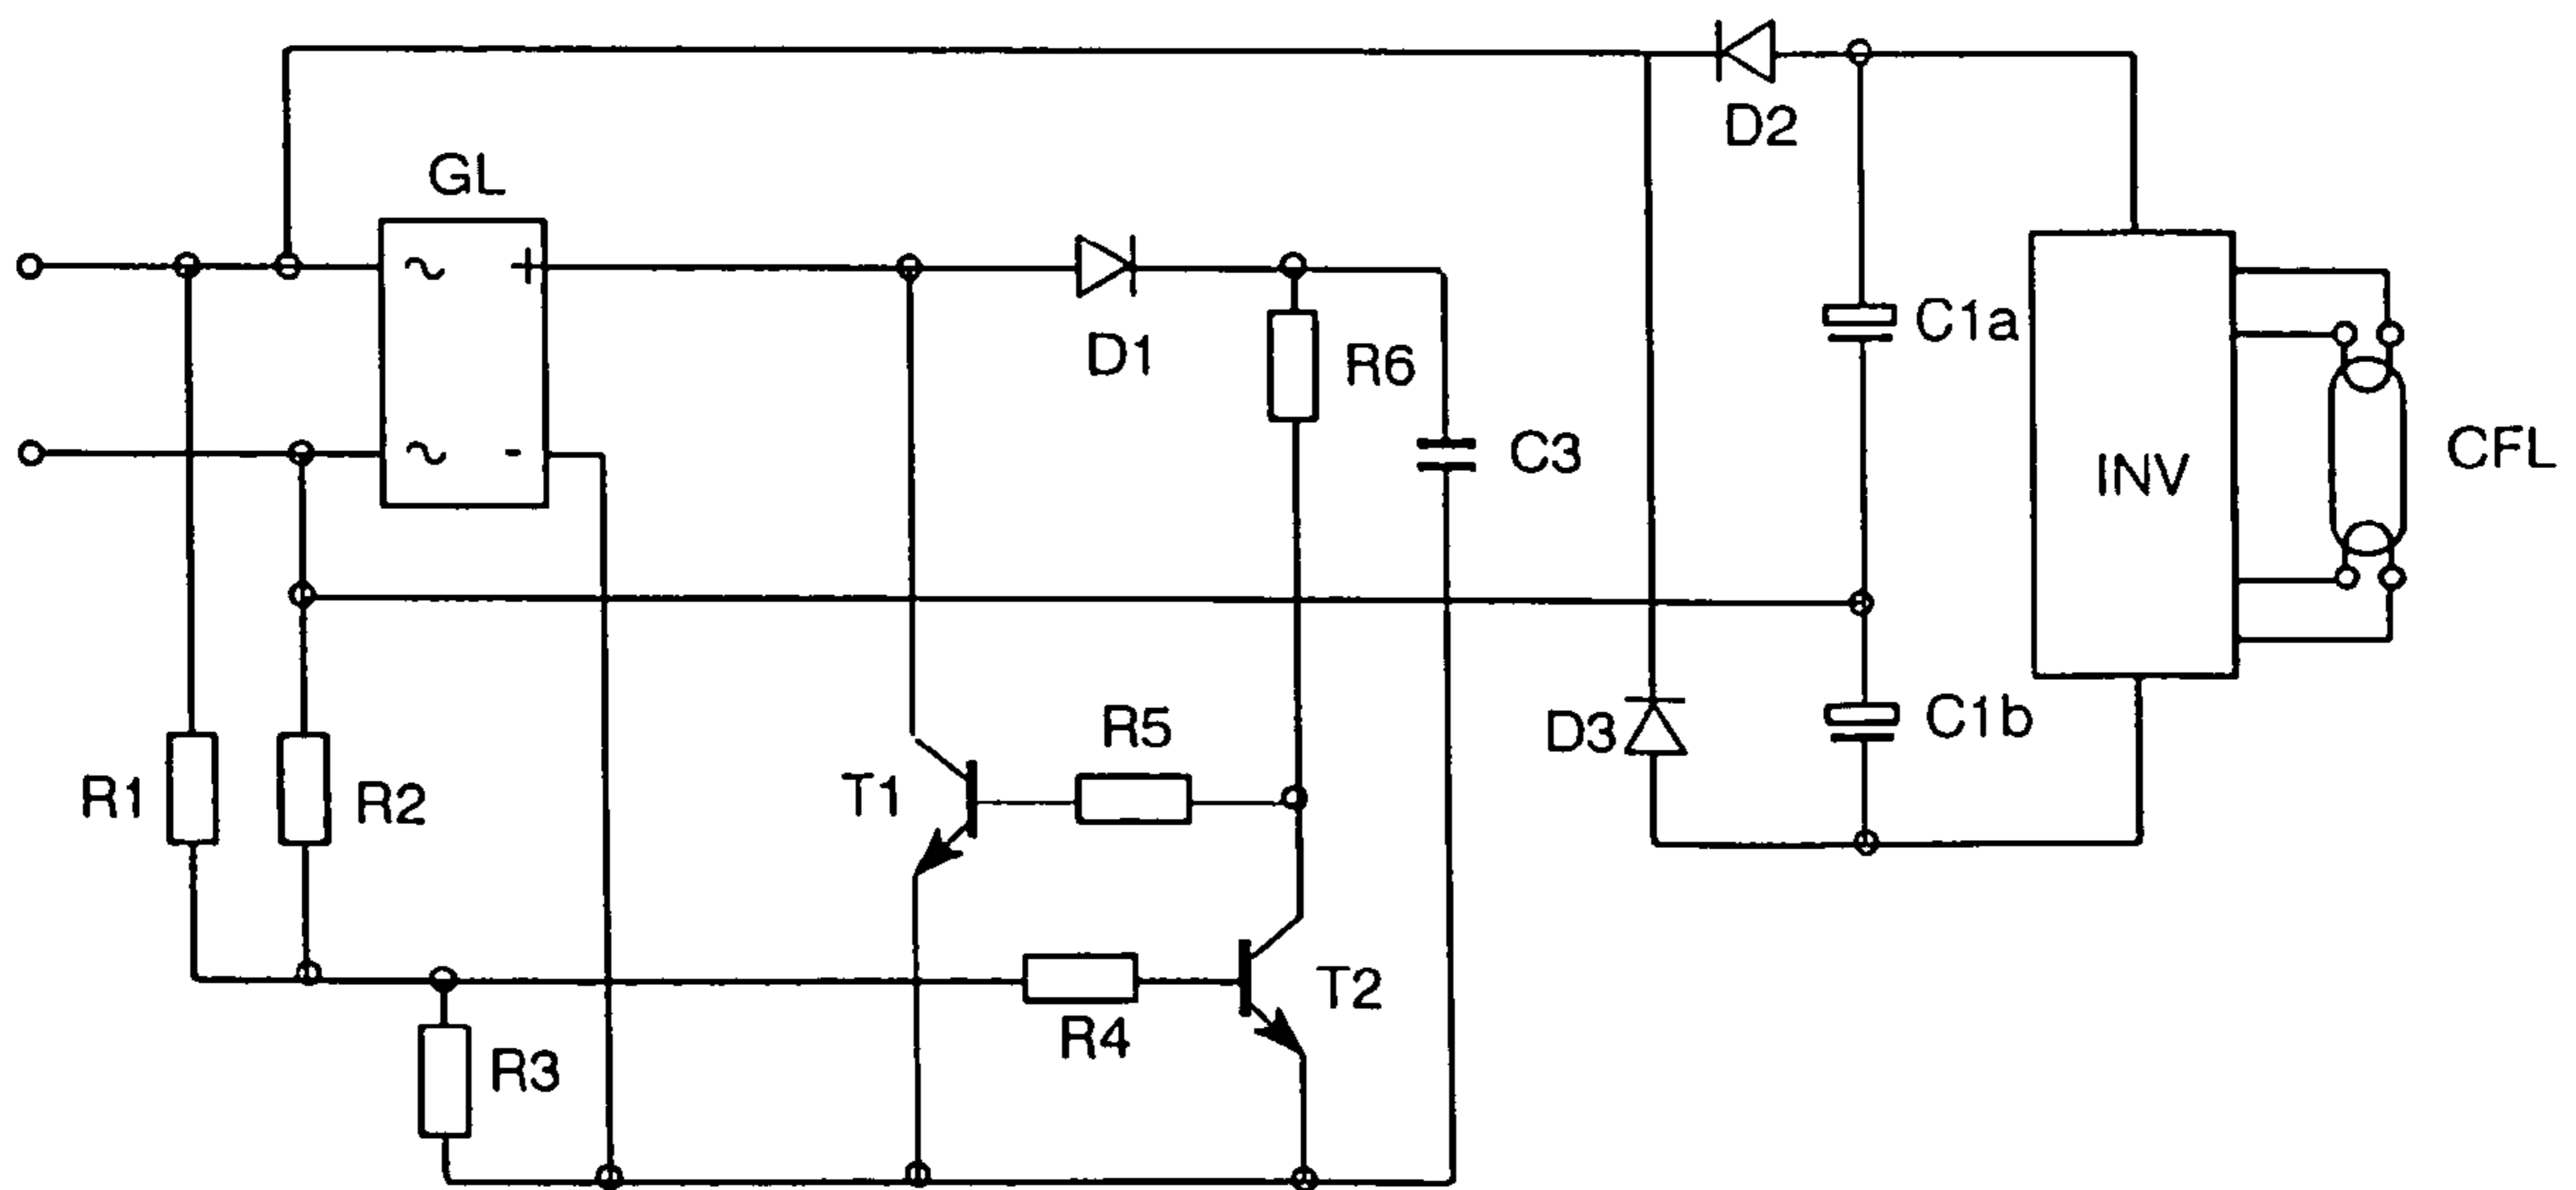 D2
GL
~ +
D1
R6
C1a
C3
CFL
~ -
INV
R5
D3
C1b
R1
R2
T1
R4
T2
R3